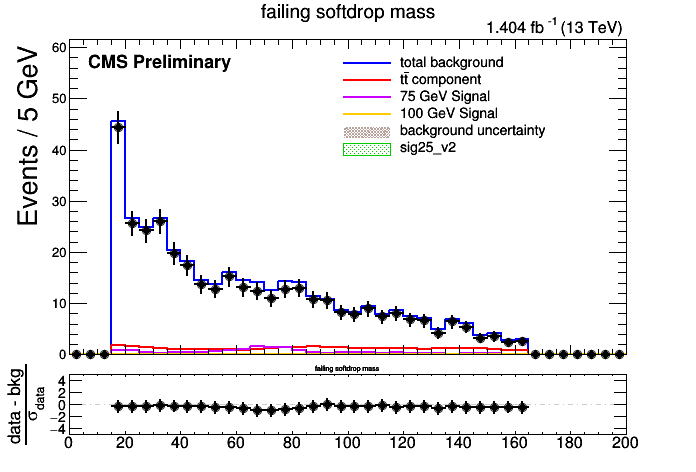 failing softdrop mass
1.404 fb⁻¹ (13 TeV)
CMS Preliminary
Events / 5 GeV
60
50
40
30
20
10
0
total background
tt̄ component
75 GeV Signal
100 GeV Signal
background uncertainty
sig25_v2
failing softdrop mass
data - bkg
σ_data
4
2
0
−2
−4
0 20 40 60 80 100 120 140 160 180 200